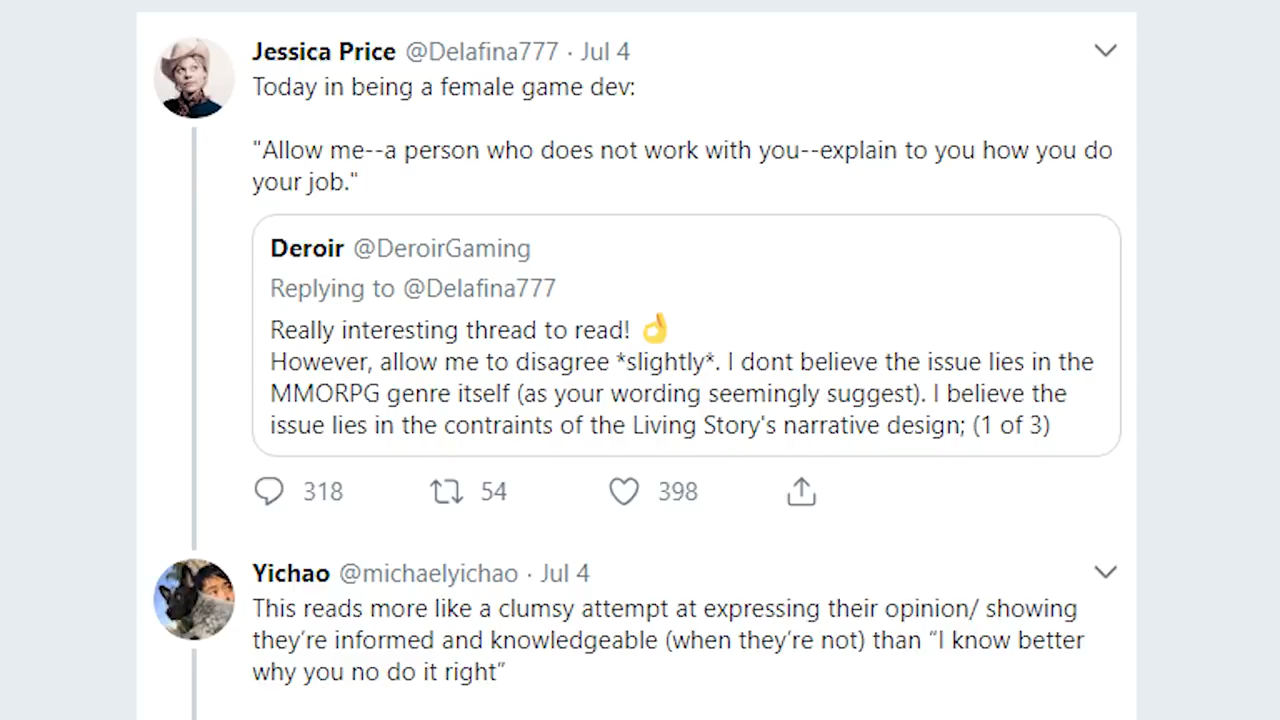 Jessica Price @Delafina777 · Jul 4
Today in being a female game dev:
"Allow me--a person who does not work with you--explain to you how you do
your job."
Deroir @DeroirGaming
Replying to @Delafina777
Really interesting thread to read! 👌
However, allow me to disagree *slightly*. I dont believe the issue lies in the
MMORPG genre itself (as your wording seemingly suggest). I believe the
issue lies in the contraints of the Living Story's narrative design; (1 of 3)
318 54 398
Yichao @michaelyichao · Jul 4
This reads more like a clumsy attempt at expressing their opinion/ showing
they’re informed and knowledgeable (when they’re not) than “I know better
why you no do it right”